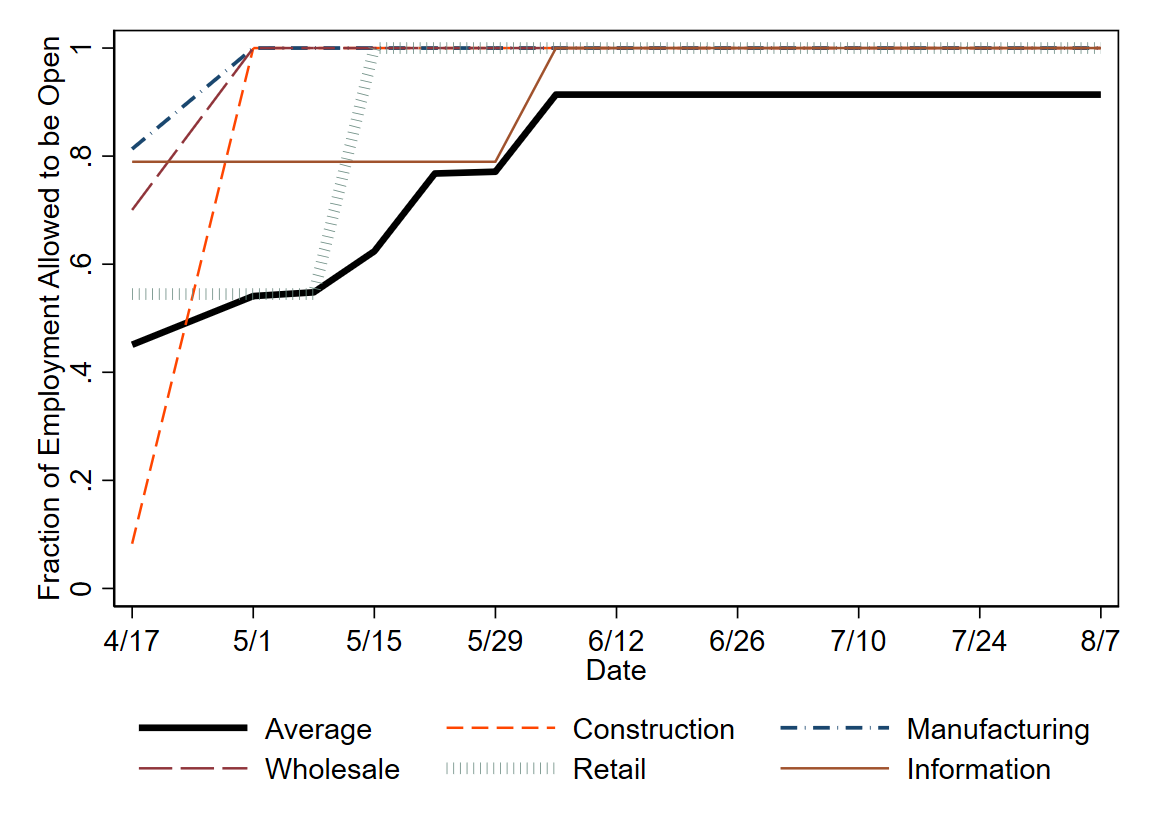 Fraction of Employment Allowed to be Open
1
.8
.6
.4
.2
0
4/17 5/1 5/15 5/29 6/12 6/26 7/10 7/24 8/7
Date
Average Construction Manufacturing
Wholesale Retail Information